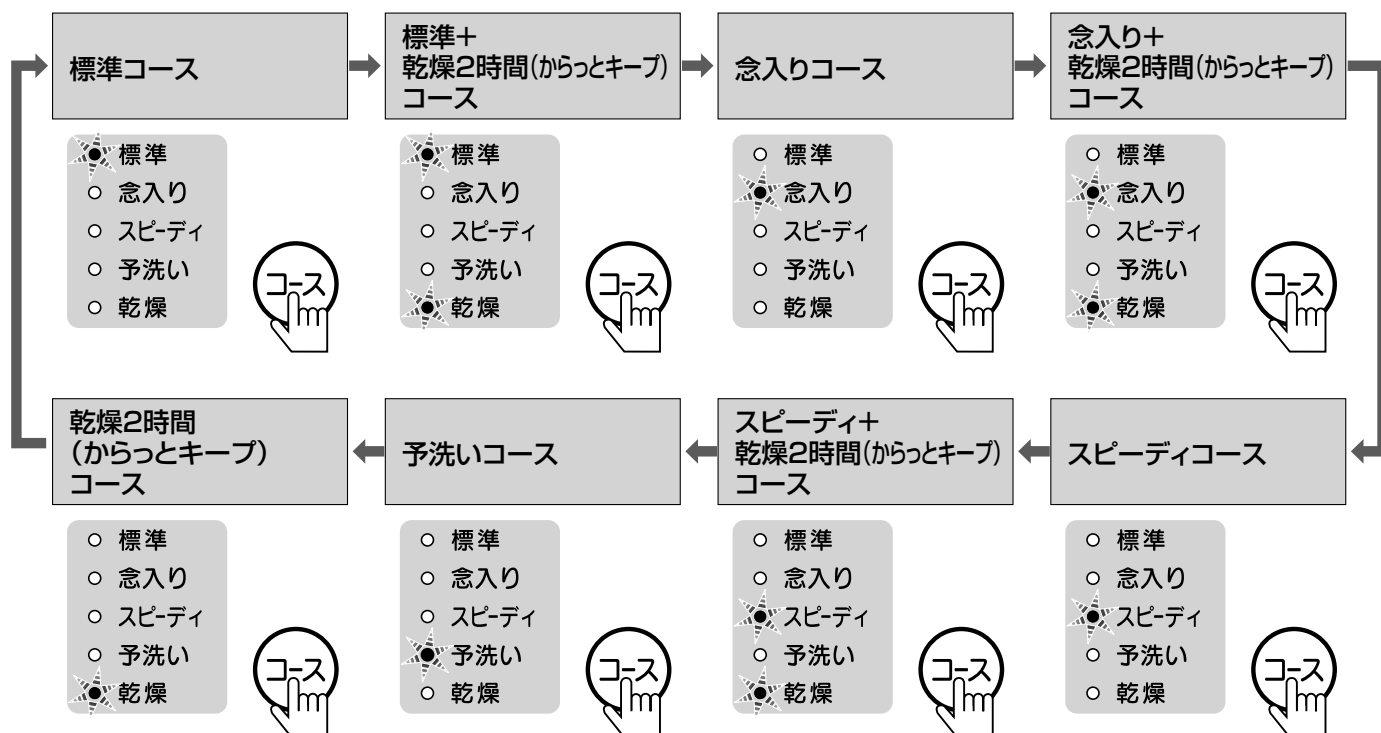 標準コース
標準＋
乾燥2時間(からっとキープ)
コース
念入りコース
念入り＋
乾燥2時間(からっとキープ)
コース
標準
念入り
スピーディ
予洗い
乾燥
コース
標準
念入り
スピーディ
予洗い
乾燥
コース
標準
念入り
スピーディ
予洗い
乾燥
コース
標準
念入り
スピーディ
予洗い
乾燥
コース
乾燥2時間
(からっとキープ)
コース
予洗いコース
スピーディ＋
乾燥2時間(からっとキープ)
コース
スピーディコース
標準
念入り
スピーディ
予洗い
乾燥
コース
標準
念入り
スピーディ
予洗い
乾燥
コース
標準
念入り
スピーディ
予洗い
乾燥
コース
標準
念入り
スピーディ
予洗い
乾燥
コース